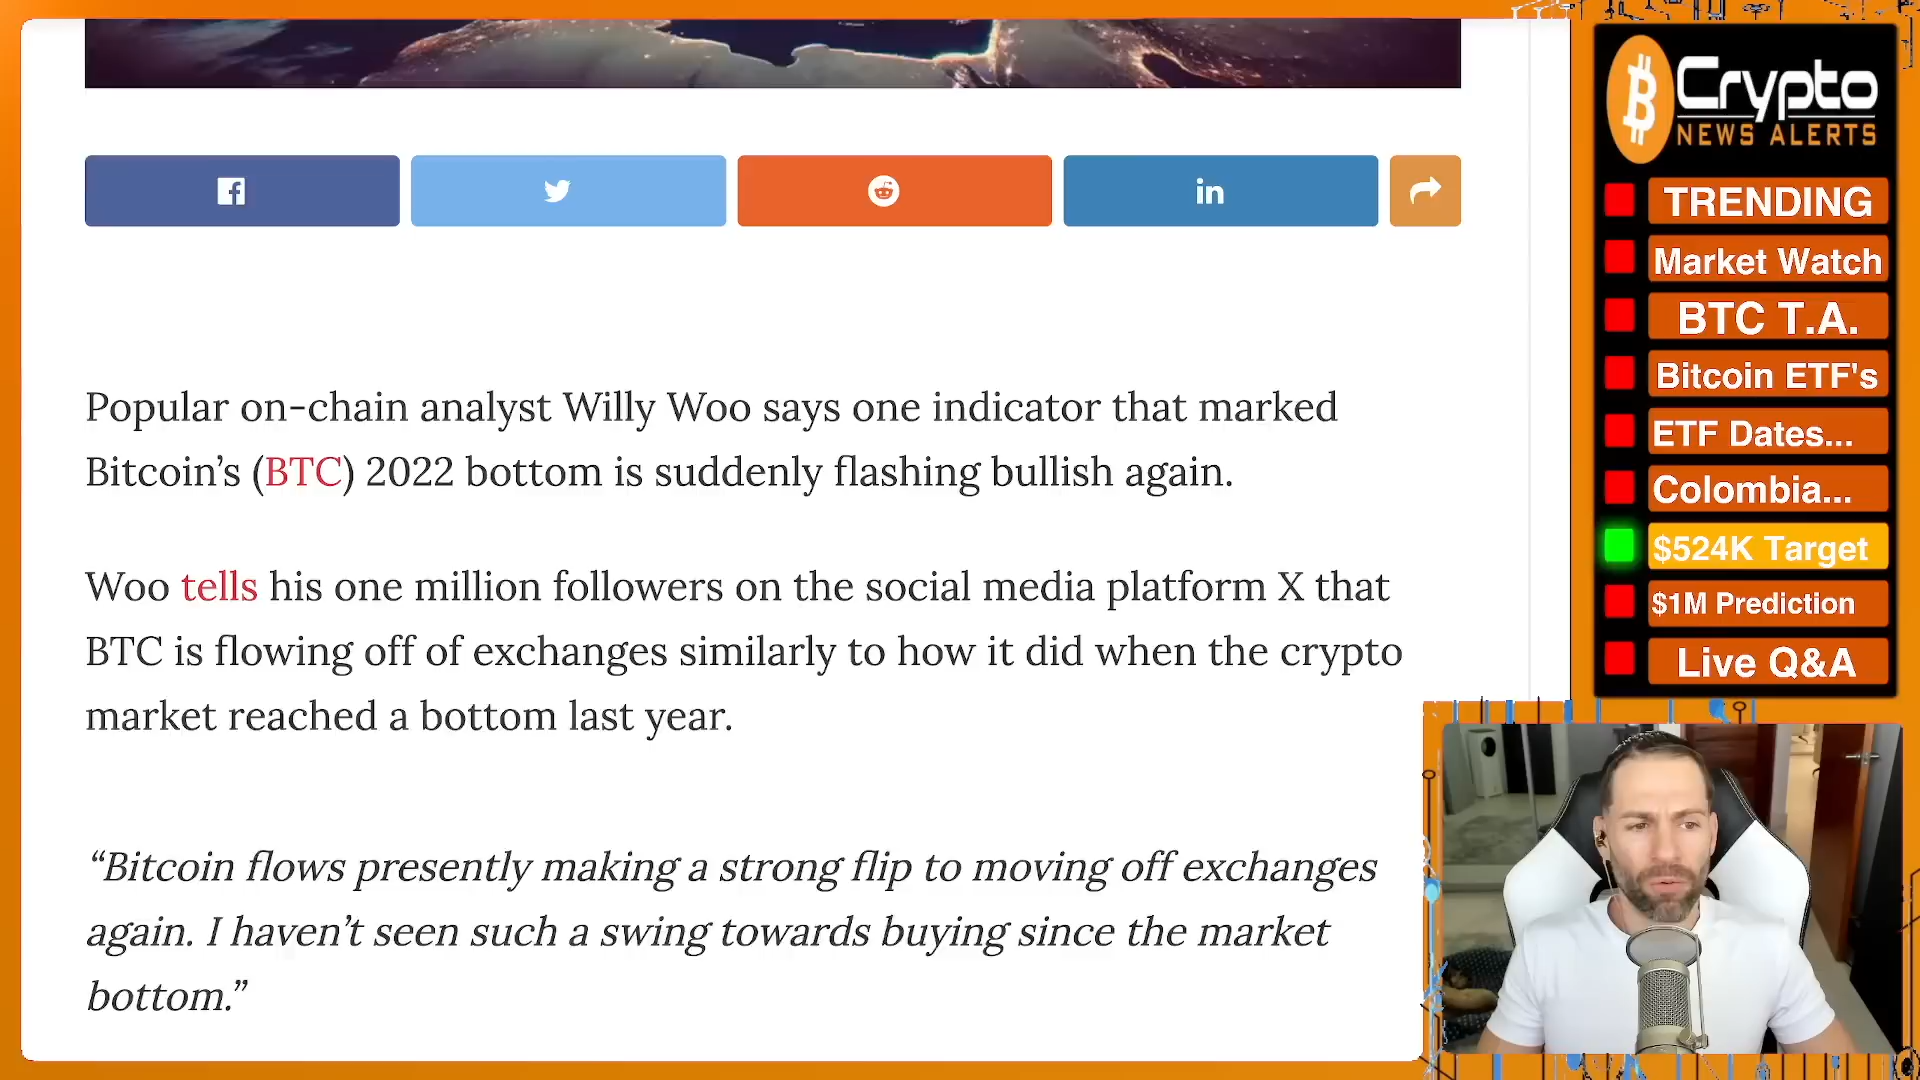 Popular on-chain analyst Willy Woo says one indicator that marked
Bitcoin’s (BTC) 2022 bottom is suddenly flashing bullish again.
Woo tells his one million followers on the social media platform X that
BTC is flowing off of exchanges similarly to how it did when the crypto
market reached a bottom last year.
“Bitcoin flows presently making a strong flip to moving off exchanges
again. I haven’t seen such a swing towards buying since the market
bottom.”
Crypto
NEWS ALERTS
TRENDING
Market Watch
BTC T.A.
Bitcoin ETF's
ETF Dates...
Colombia...
$524K Target
$1M Prediction
Live Q&A